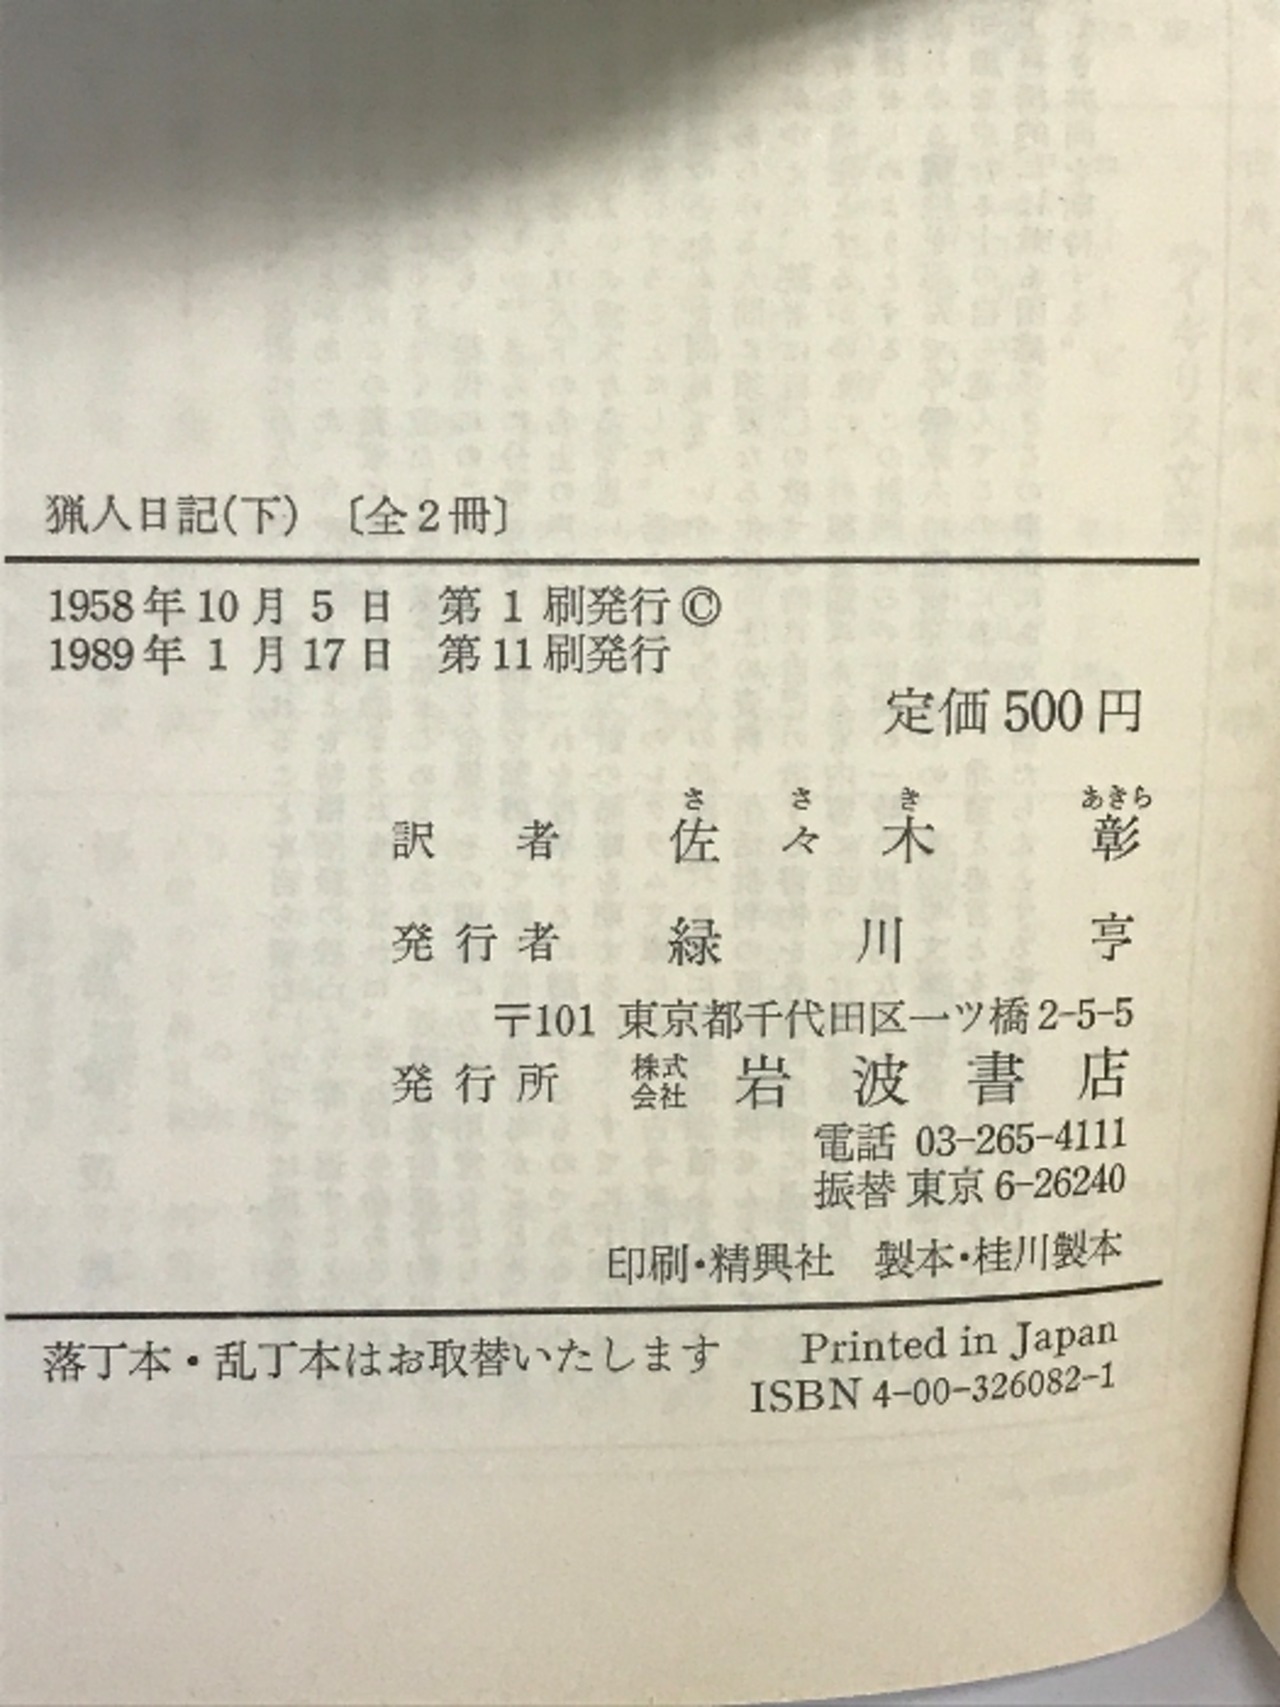 猟人日記(下) 〔全2冊〕
1958年10月5日 第1刷発行©
1989年1月17日 第11刷発行
定価500円
さ さ き あきら
訳者 佐々木彰
発行者 緑川亨
〒101 東京都千代田区一ツ橋2-5-5
発行所 株式会社 岩波書店
電話 03-265-4111
振替 東京6-26240
印刷・精興社 製本・桂川製本
落丁本・乱丁本はお取替いたします
Printed in Japan
ISBN4-00-326082-1